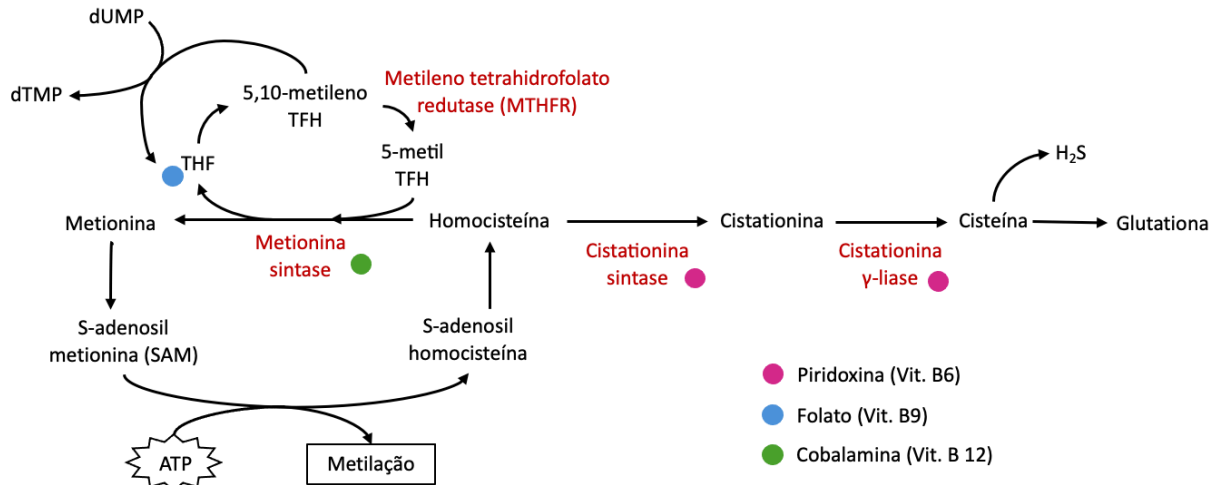 dUMP
dTMP
5,10-metileno
TFH
Metileno tetrahidrofolato
redutase (MTHFR)
THF
5-metil
TFH
H₂S
Metionina
Homocisteína
Cistationina
Cisteína
Glutationa
Metionina
sintase
Cistationina
sintase
Cistationina
γ-liase
S-adenosil
metionina (SAM)
S-adenosil
homocisteína
ATP
Metilação
Piridoxina (Vit. B6)
Folato (Vit. B9)
Cobalamina (Vit. B 12)